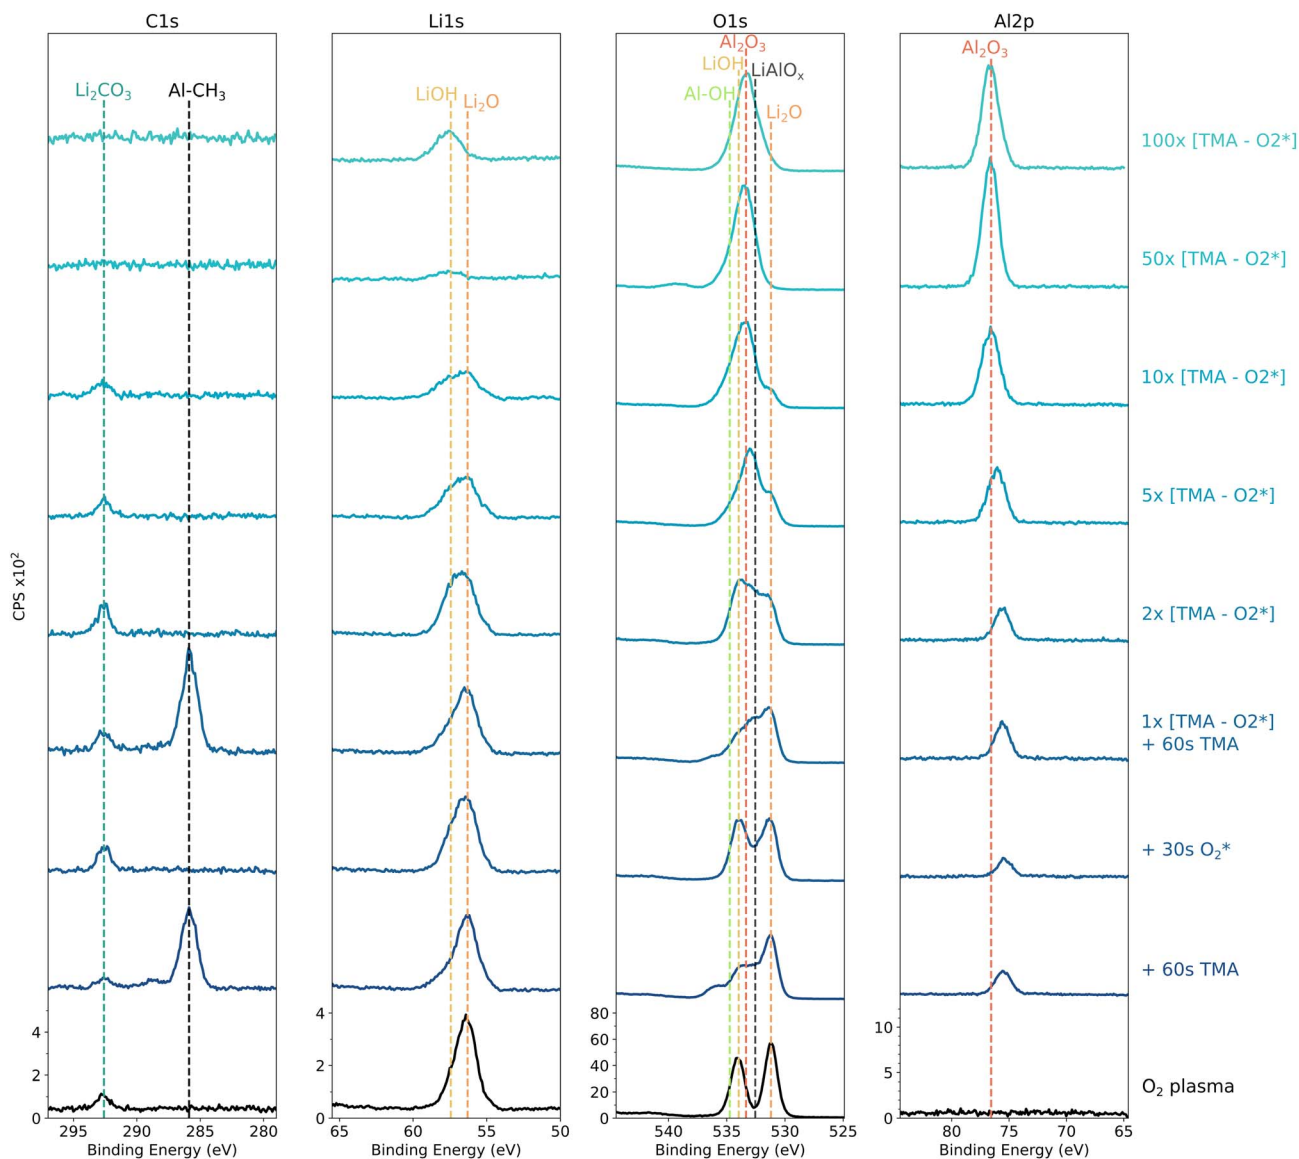 C1s
Li1s
O1s
Al2p
Li₂CO₃
Al-CH₃
LiOH
Li₂O
Al₂O₃
LiOH
LiAlOₓ
Al-OH
Li₂O
Al₂O₃
100x [TMA - O2*]
50x [TMA - O2*]
10x [TMA - O2*]
5x [TMA - O2*]
2x [TMA - O2*]
1x [TMA - O2*]
+ 60s TMA
+ 30s O₂*
+ 60s TMA
O₂ plasma
CPS x10²
4
2
0
295 290 285 280
Binding Energy (eV)
4
2
0
65 60 55 50
Binding Energy (eV)
80
60
40
20
0
540 535 530 525
Binding Energy (eV)
10
5
0
80 75 70 65
Binding Energy (eV)